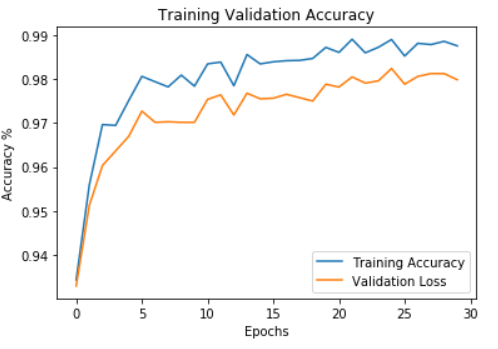 Training Validation Accuracy
0.99
0.98
0.97
0.96
0.95
0.94
Accuracy %
Training Accuracy
Validation Loss
0 5 10 15 20 25 30
Epochs